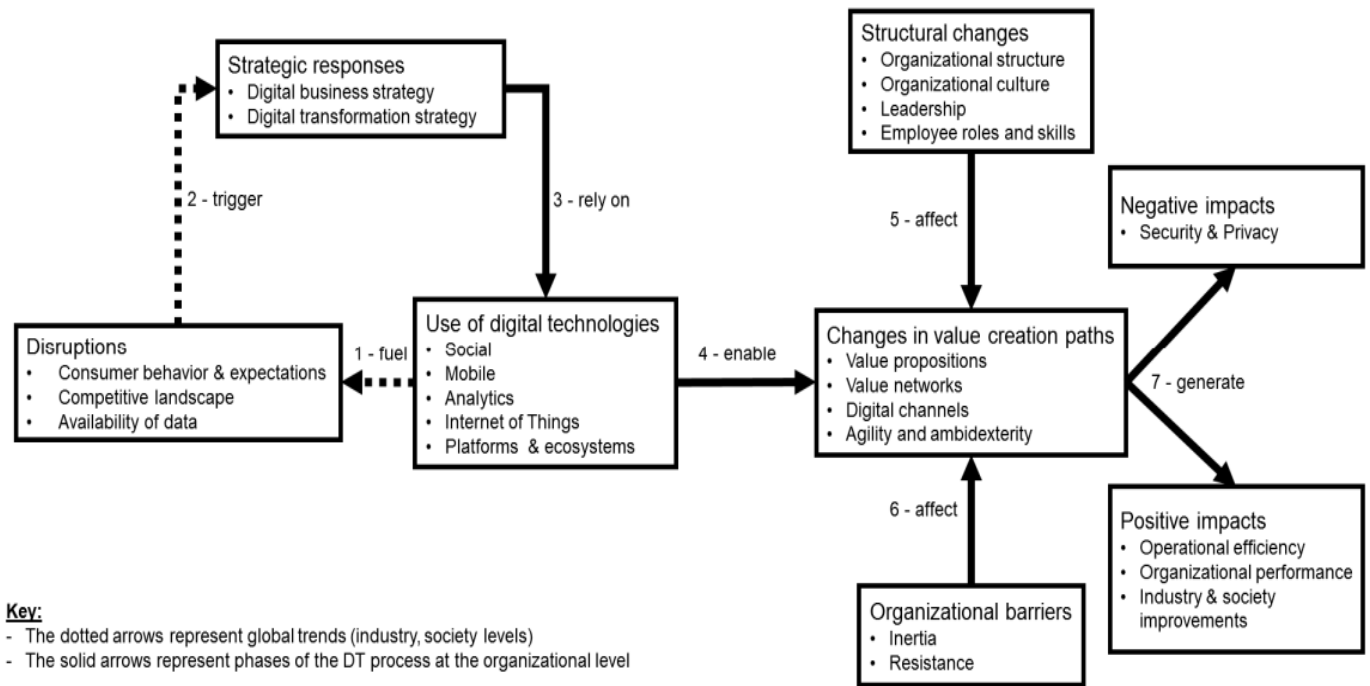 Strategic responses
• Digital business strategy
• Digital transformation strategy
Structural changes
• Organizational structure
• Organizational culture
• Leadership
• Employee roles and skills
2 - trigger
3 - rely on
5 - affect
Negative impacts
• Security & Privacy
Disruptions
• Consumer behavior & expectations
• Competitive landscape
• Availability of data
1 - fuel
Use of digital technologies
• Social
• Mobile
• Analytics
• Internet of Things
• Platforms & ecosystems
4 - enable
Changes in value creation paths
• Value propositions
• Value networks
• Digital channels
• Agility and ambidexterity
7 - generate
6 - affect
Positive impacts
• Operational efficiency
• Organizational performance
• Industry & society
improvements
Organizational barriers
• Inertia
• Resistance
Key:
- The dotted arrows represent global trends (industry, society levels)
- The solid arrows represent phases of the DT process at the organizational level